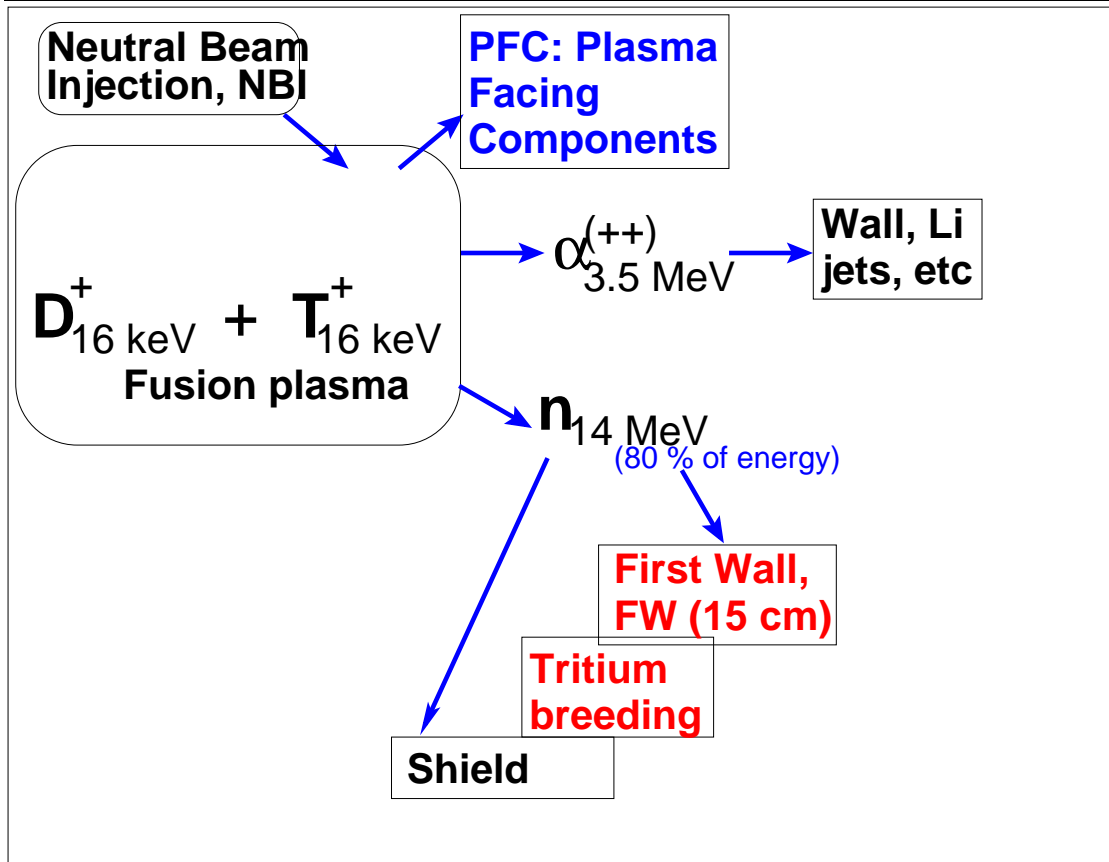 Neutral Beam
Injection, NBI
PFC: Plasma
Facing
Components
α(++) 3.5 MeV
Wall, Li
jets, etc
D+ 16 keV + T+ 16 keV
Fusion plasma
n 14 MeV
(80 % of energy)
First Wall,
FW (15 cm)
Tritium
breeding
Shield